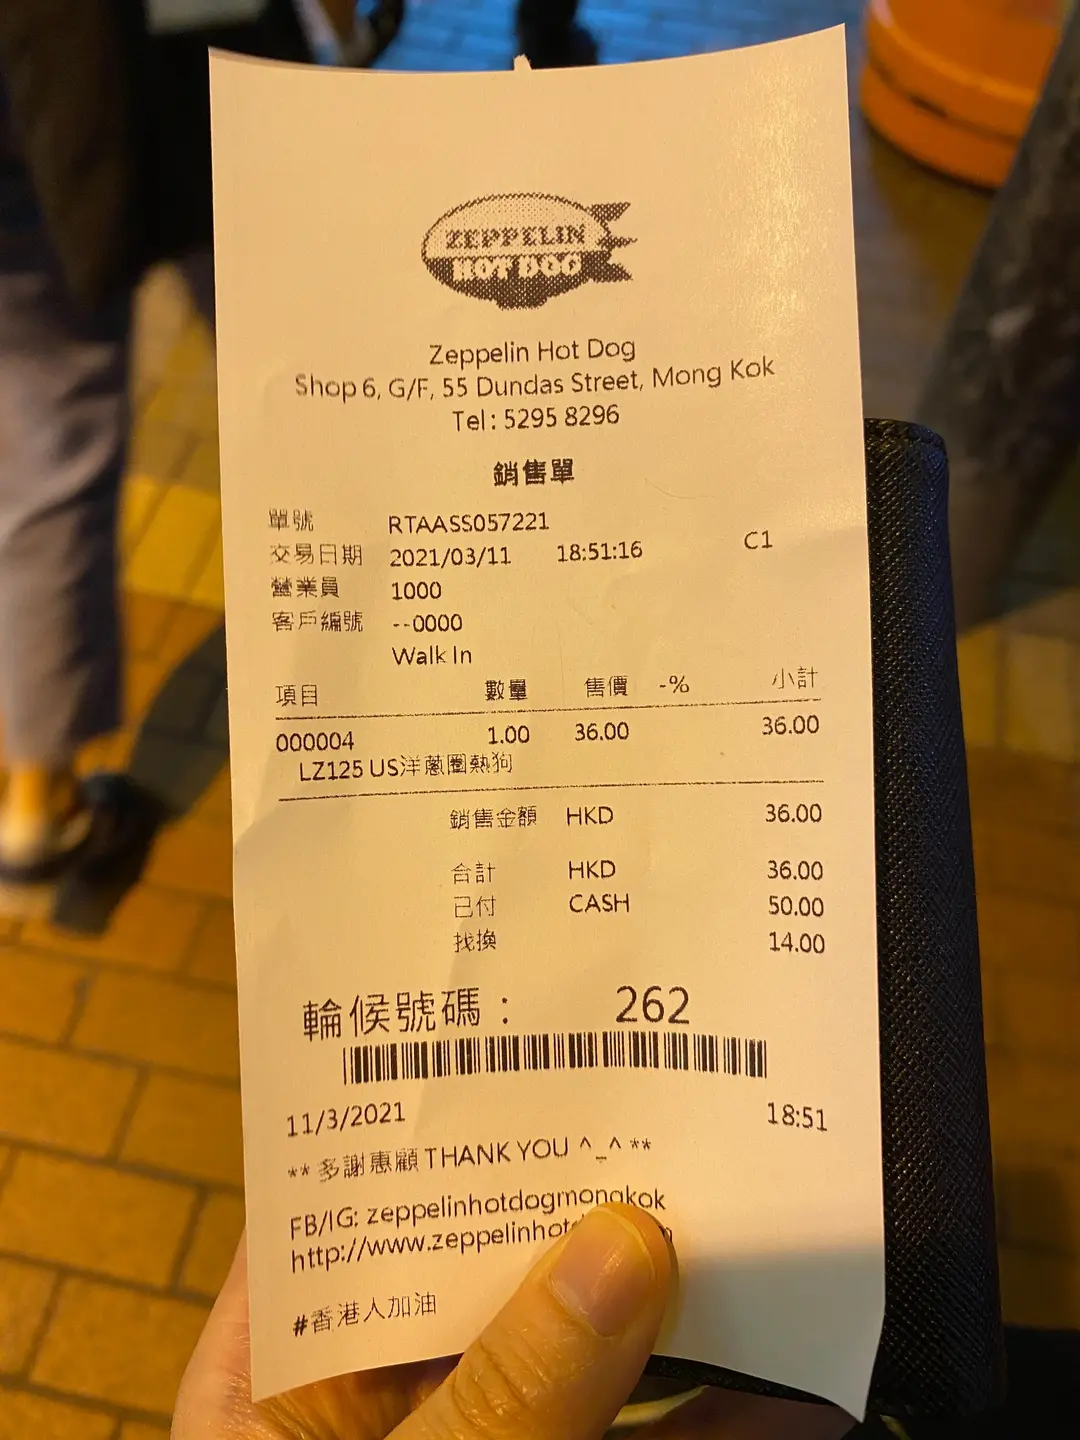 ZEPPELIN
HOT DOG
Zeppelin Hot Dog
Shop 6, G/F, 55 Dundas Street, Mong Kok
Tel : 5295 8296
銷售單
單號 RTAASS057221
交易日期 2021/03/11 18:51:16 C1
營業員 1000
客戶編號 --0000
Walk In
項目 數量 售價 -% 小計
000004 1.00 36.00 36.00
LZ125 US洋蔥圈熱狗
銷售金額 HKD 36.00
合計 HKD 36.00
已付 CASH 50.00
找換 14.00
輪候號碼 : 262
11/3/2021 18:51
** 多謝惠顧 THANK YOU ^_^ **
FB/IG: zeppelinhotdogmongkok
http://www.zeppelinhot
#香港人加油